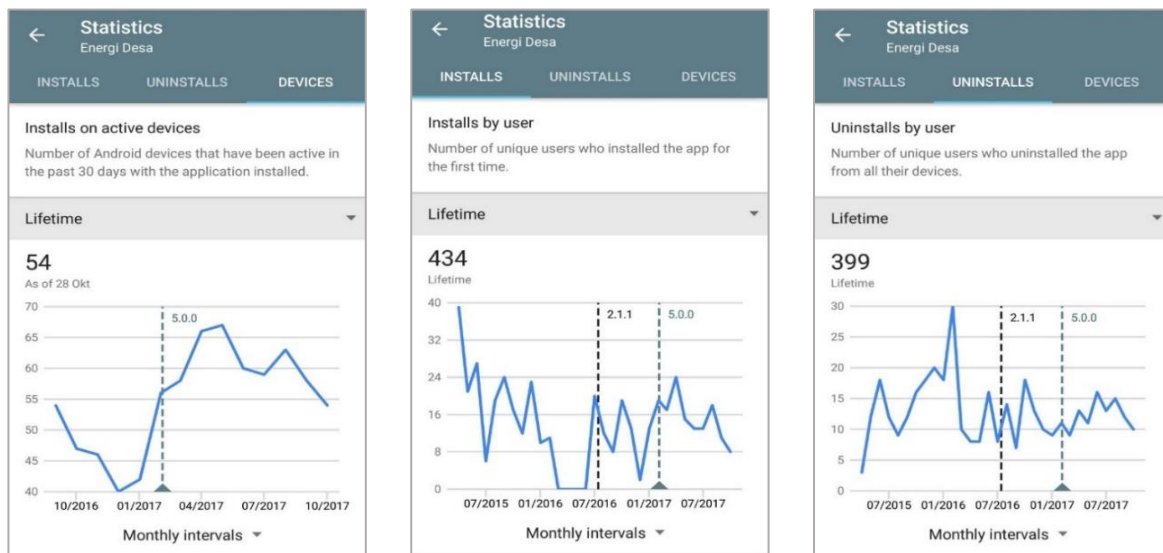 Statistics
Energi Desa
INSTALLS UNINSTALLS DEVICES
Installs on active devices
Number of Android devices that have been active in
the past 30 days with the application installed.
Lifetime
54
As of 28 Okt
70
65
60
55
50
45
40
5.0.0
10/2016 01/2017 04/2017 07/2017 10/2017
Monthly intervals
Statistics
Energi Desa
INSTALLS UNINSTALLS DEVICES
Installs by user
Number of unique users who installed the app for
the first time.
Lifetime
434
Lifetime
40
32
24
16
8
0
2.1.1 5.0.0
07/2015 01/2016 07/2016 01/2017 07/2017
Monthly intervals
Statistics
Energi Desa
INSTALLS UNINSTALLS DEVICES
Uninstalls by user
Number of unique users who uninstalled the app
from all their devices.
Lifetime
399
Lifetime
30
25
20
15
10
5
0
2.1.1 5.0.0
07/2015 01/2016 07/2016 01/2017 07/2017
Monthly intervals